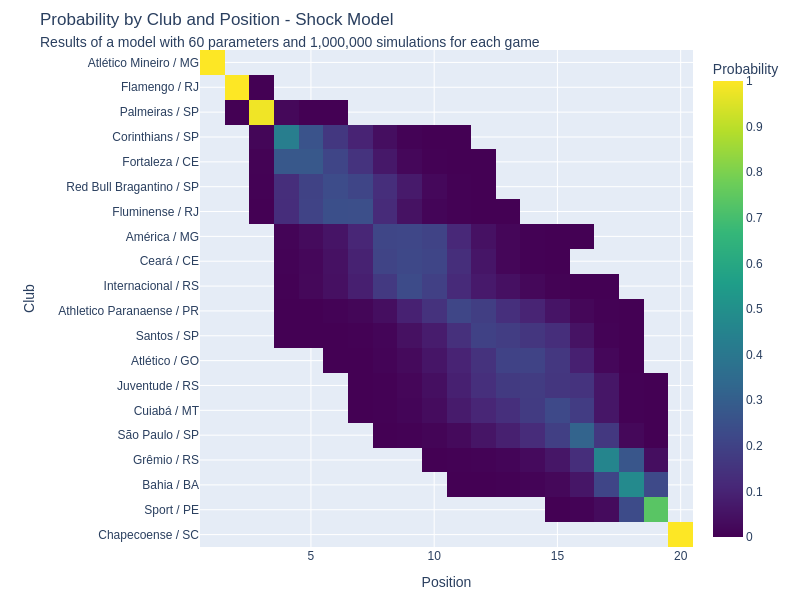 Probability by Club and Position - Shock Model
Results of a model with 60 parameters and 1,000,000 simulations for each game
Probability
1
0.9
0.8
0.7
0.6
0.5
0.4
0.3
0.2
0.1
0
Club
Atlético Mineiro / MG
Flamengo / RJ
Palmeiras / SP
Corinthians / SP
Fortaleza / CE
Red Bull Bragantino / SP
Fluminense / RJ
América / MG
Ceará / CE
Internacional / RS
Athletico Paranaense / PR
Santos / SP
Atlético / GO
Juventude / RS
Cuiabá / MT
São Paulo / SP
Grêmio / RS
Bahia / BA
Sport / PE
Chapecoense / SC
5 10 15 20
Position